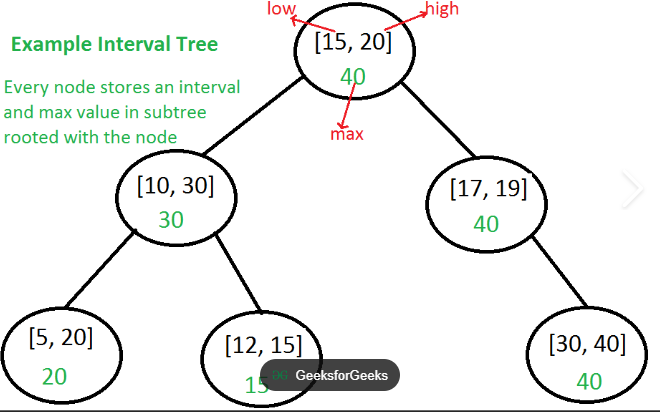 low
high
Example Interval Tree
[15, 20]
40
Every node stores an interval
and max value in subtree
rooted with the node
max
[10, 30]
30
[17, 19]
40
[5, 20]
20
[12, 15]
15
[30, 40]
40
GeeksforGeeks